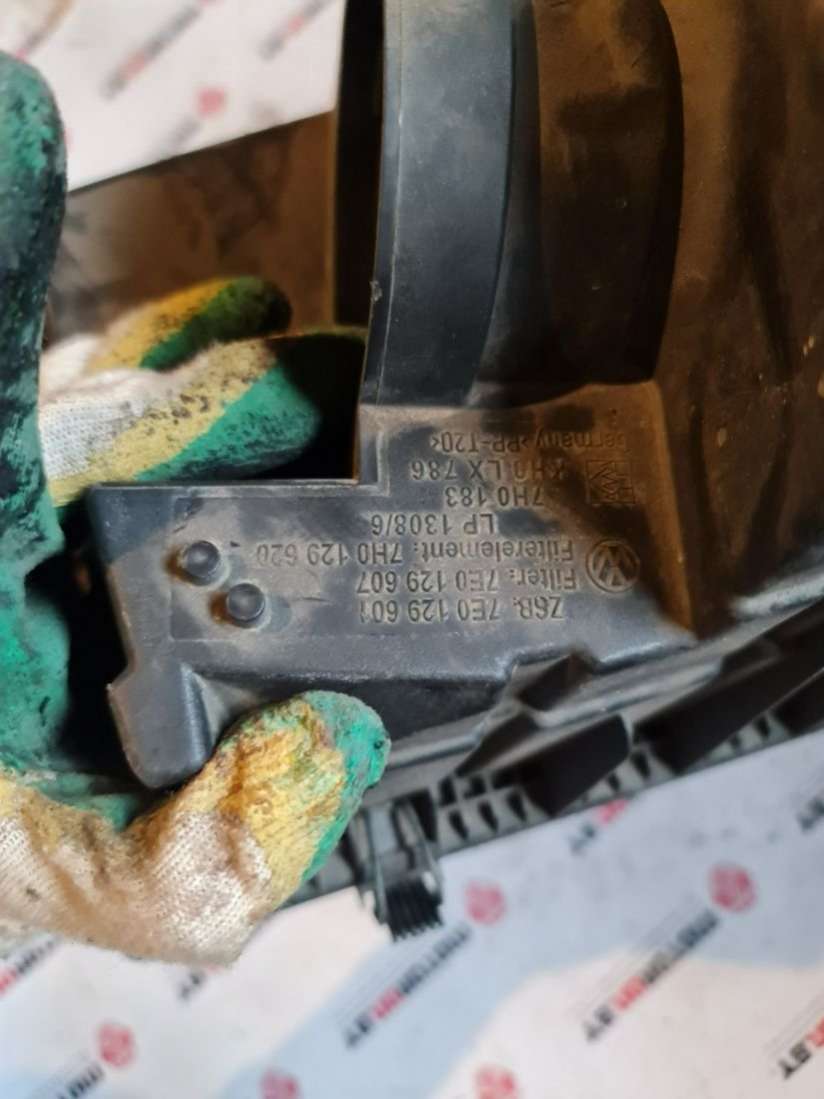 ZSB. 7E0 129 601
Filter: 7E0 129 607
Filterelement: 7H0 129 620
LP 1308/6
7H0 183
LX 786
Germany >PP-T20<